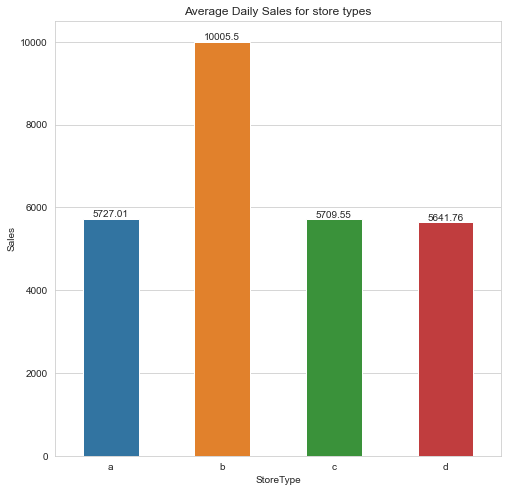 Average Daily Sales for store types
10000
8000
6000
4000
2000
0
Sales
10005.5
5727.01
5709.55
5641.76
a
b
c
d
StoreType